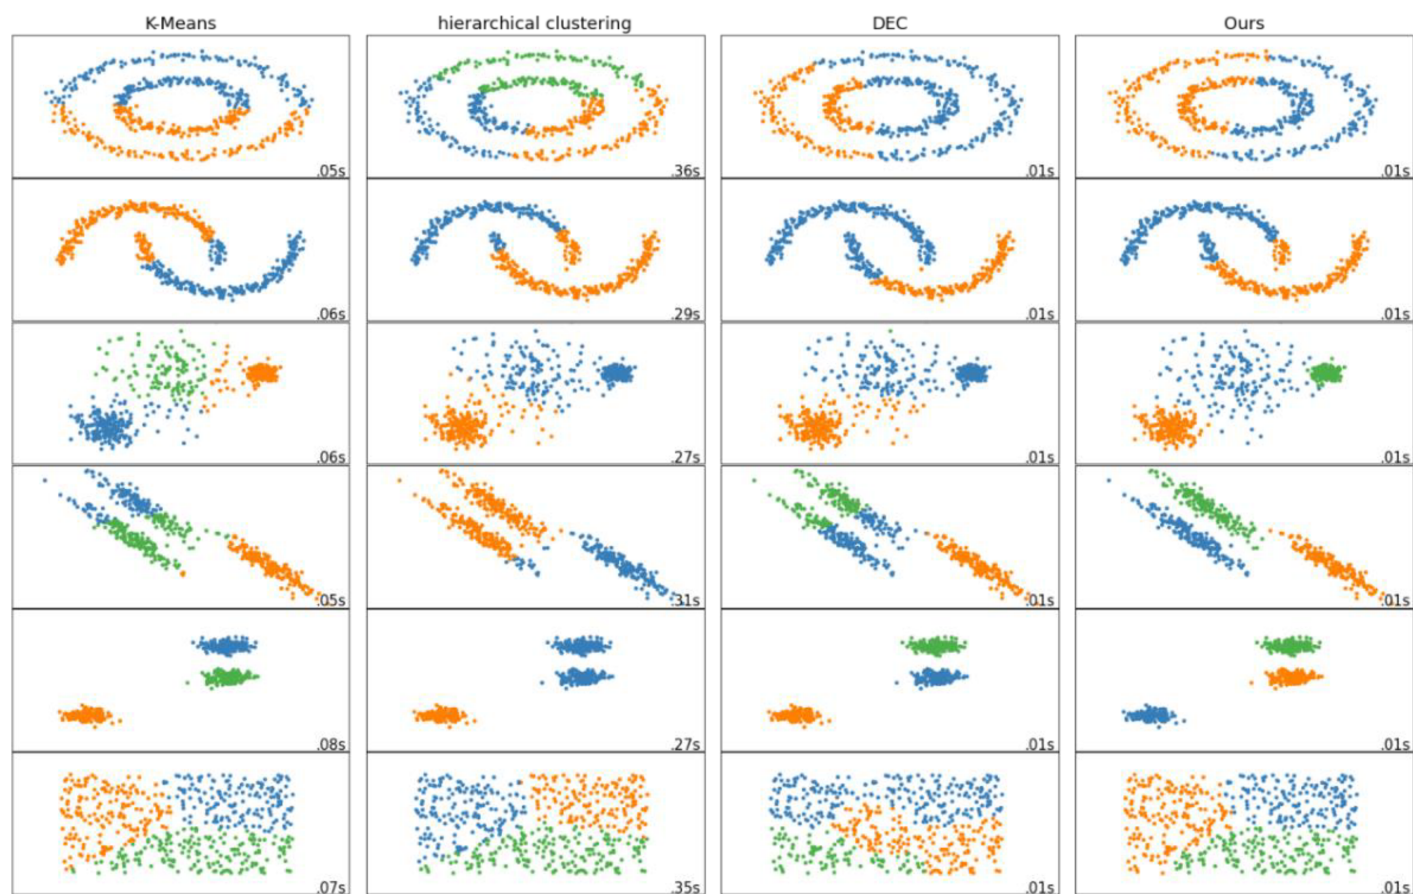 K-Means hierarchical clustering DEC Ours
.05s .36s .01s .01s
.06s .29s .01s .01s
.06s .27s .01s .01s
.05s .31s .01s .01s
.08s .27s .01s .01s
.07s .35s .01s .01s